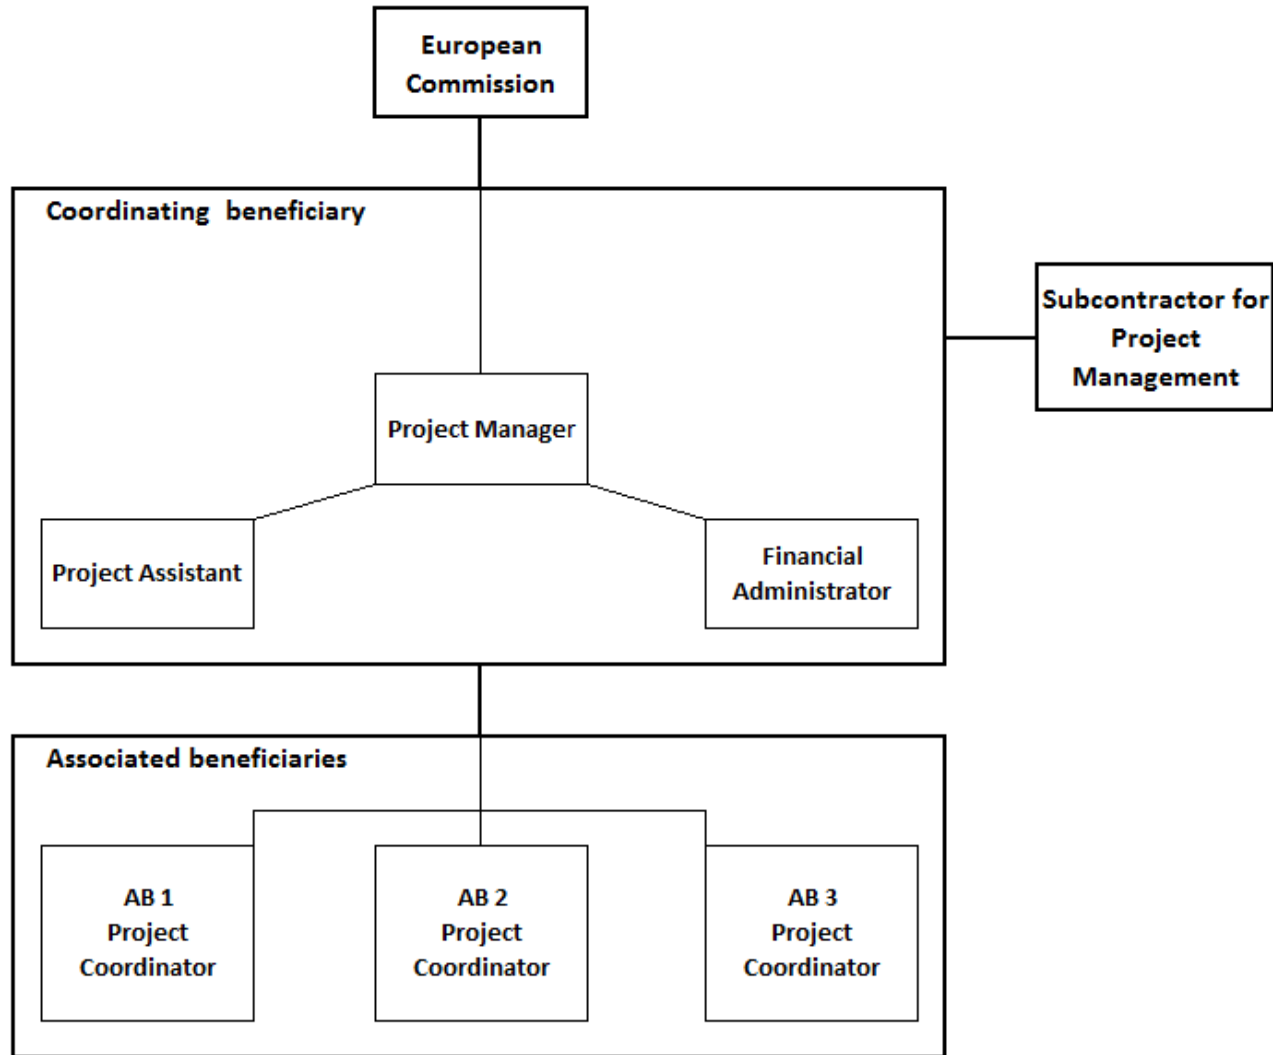 European
Commission
Coordinating beneficiary
Subcontractor for
Project
Management
Project Manager
Project Assistant
Financial
Administrator
Associated beneficiaries
AB 1
Project
Coordinator
AB 2
Project
Coordinator
AB 3
Project
Coordinator